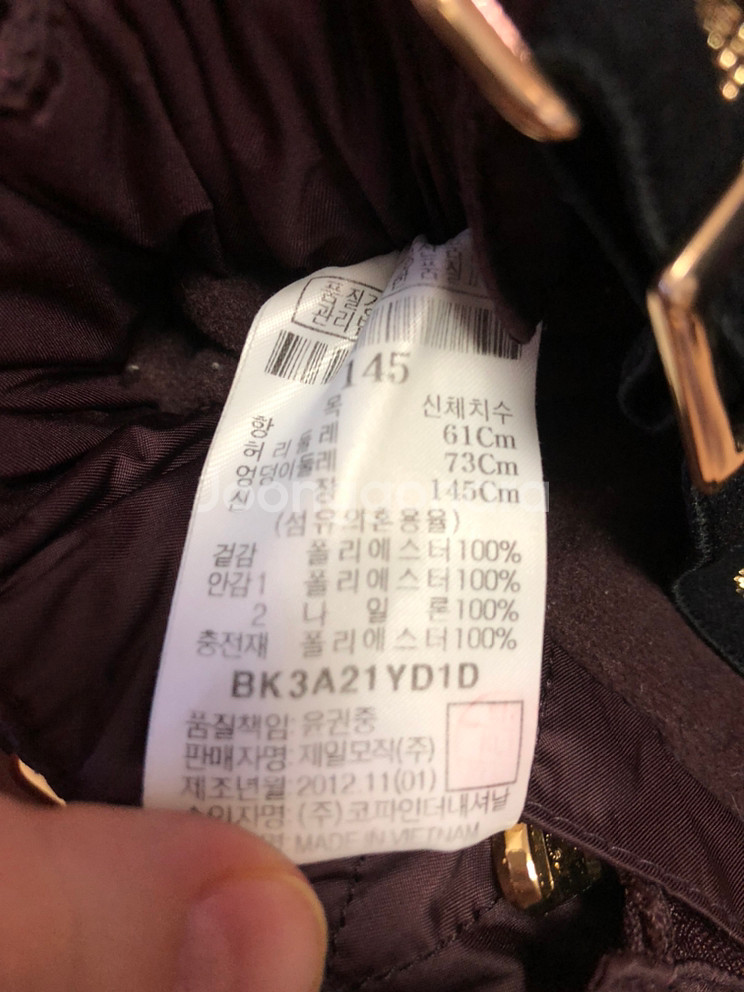 품질
관리
145
항 목 신체치수
허리둘레 61Cm
엉덩이둘레 73Cm
신 장 145Cm
(섬유의혼용율)
겉감 폴리에스터100%
안감1 폴리에스터100%
2 나 일 론100%
충전재 폴리에스터100%
BK3A21YD1D
품질책임: 유권중
판매자명: 제일모직(주)
제조년월: 2012.11(01)
수입자명: (주)코파인터내셔날
MADE IN VIETNAM